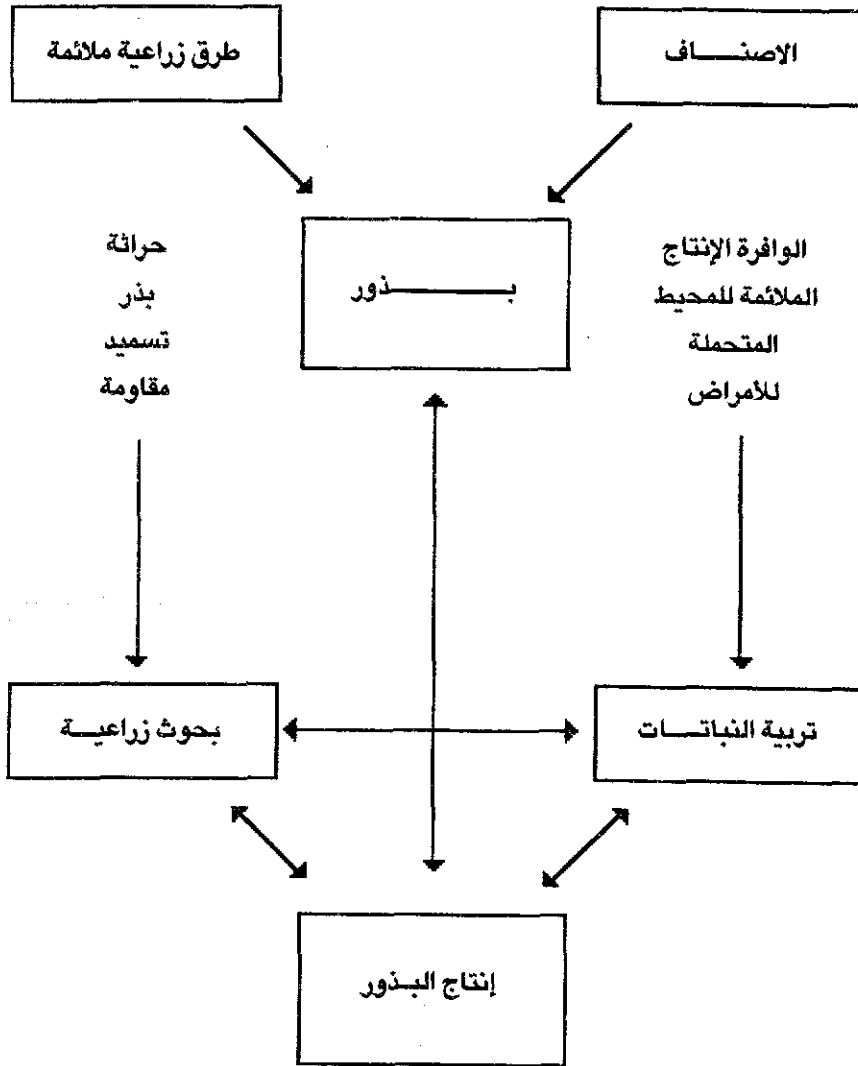 الاصنـــــاف
طرق زراعية ملائمة
بـــــــــــذور
الوافرة الإنتاج
الملائمة للمحيط
المتحملة
للأمراض
حراثة
بذر
تسميد
مقاومة
تربية النباتـــات
بحوث زراعيـــة
إنتاج البـذور